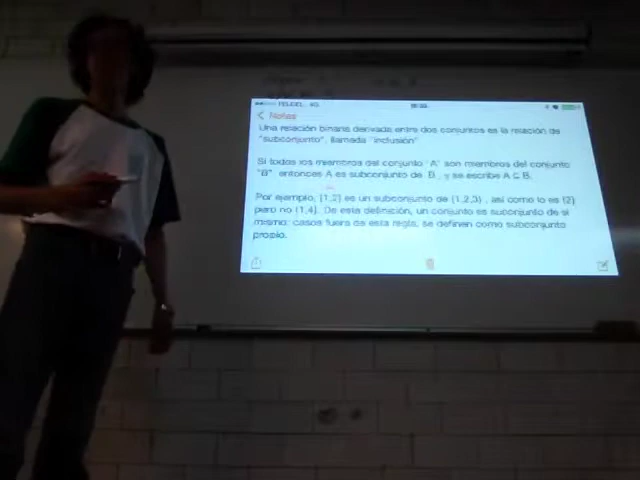 TELCEL 4G
Notas
Una relación binaria derivada entre dos conjuntos es la relación de
"subconjunto", llamada "inclusión"
Si todos los miembros del conjunto "A" son miembros del conjunto
"B" entonces A es subconjunto de B , y se escribe A ⊆ B.
Por ejemplo, {1,2} es un subconjunto de {1,2,3} , así como lo es {2}
pero no {1,4}. De esta definición, un conjunto es subconjunto de sí
mismo; casos fuera de esta regla, se definen como subconjunto
propio.